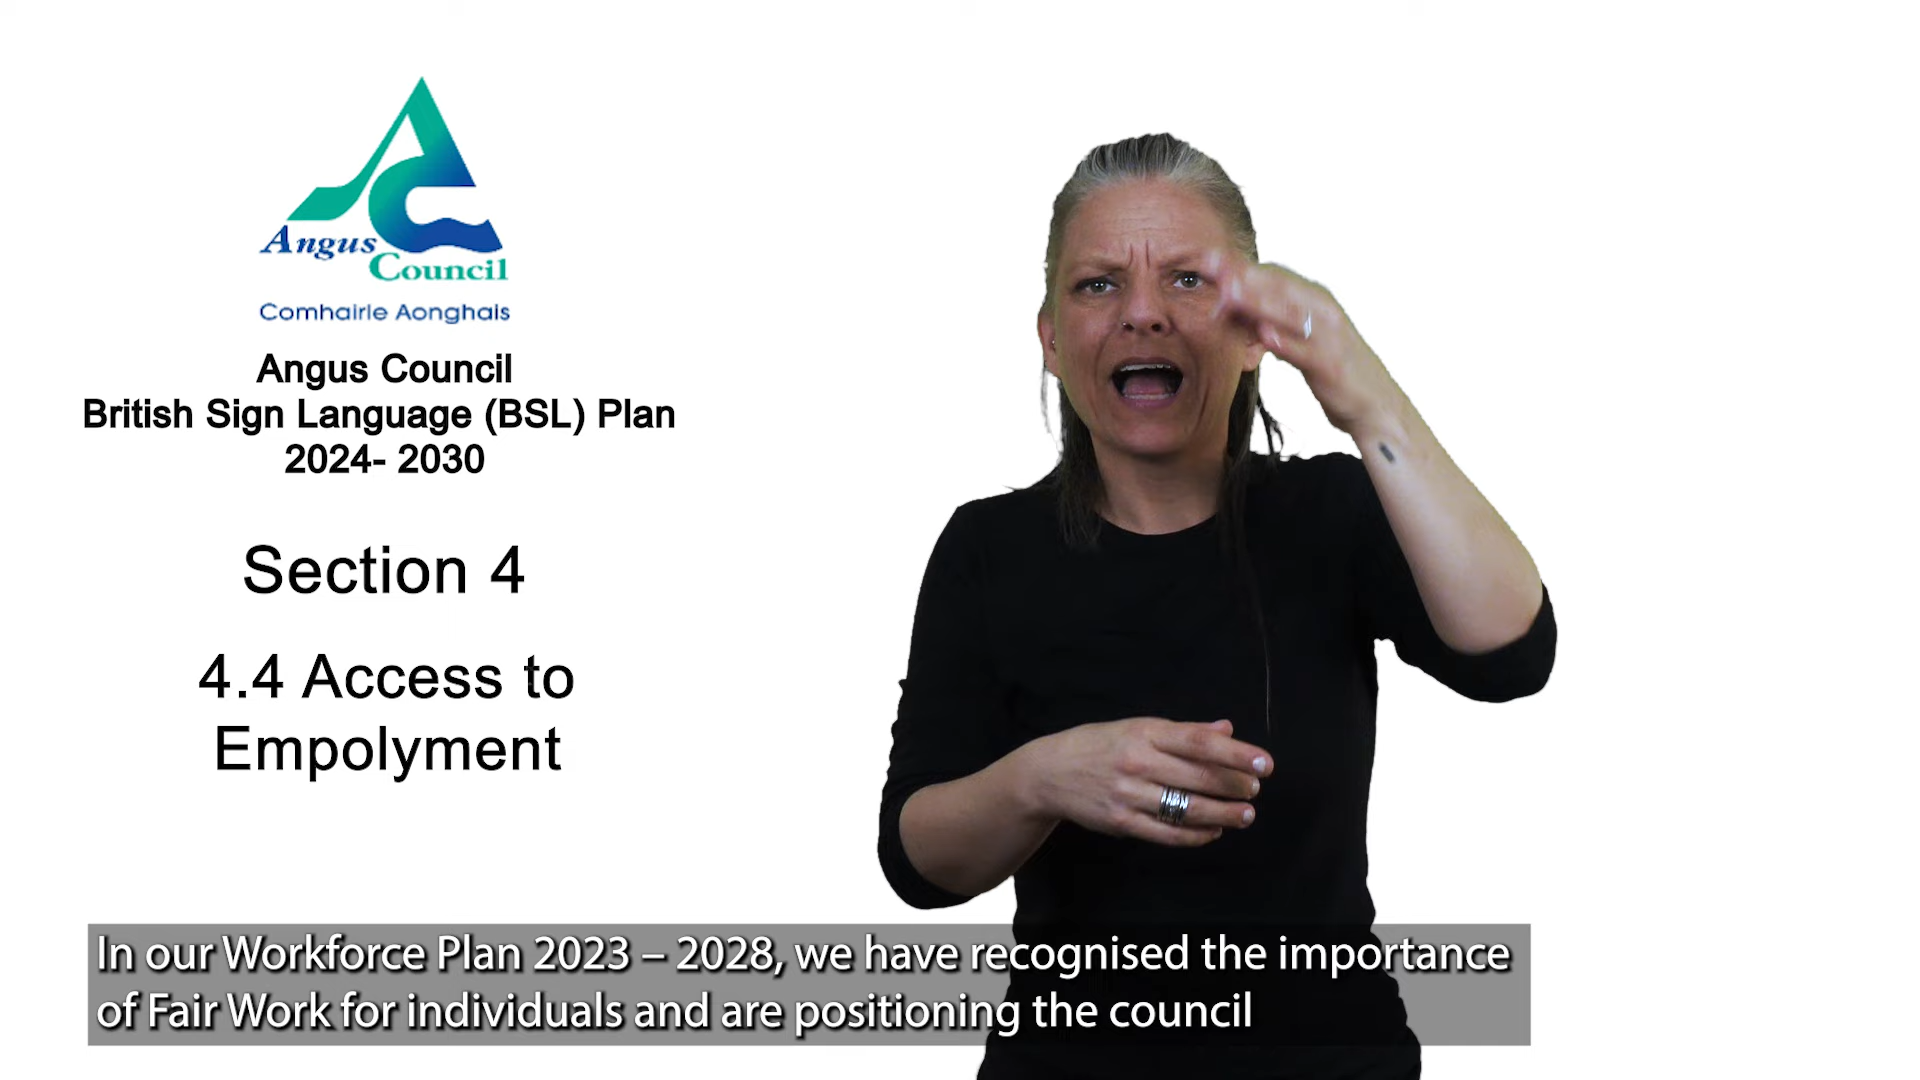 Angus
Council
Comhairle Aonghais
Angus Council
British Sign Language (BSL) Plan
2024- 2030
Section 4
4.4 Access to
Empolyment
In our Workforce Plan 2023 – 2028, we have recognised the importance
of Fair Work for individuals and are positioning the council